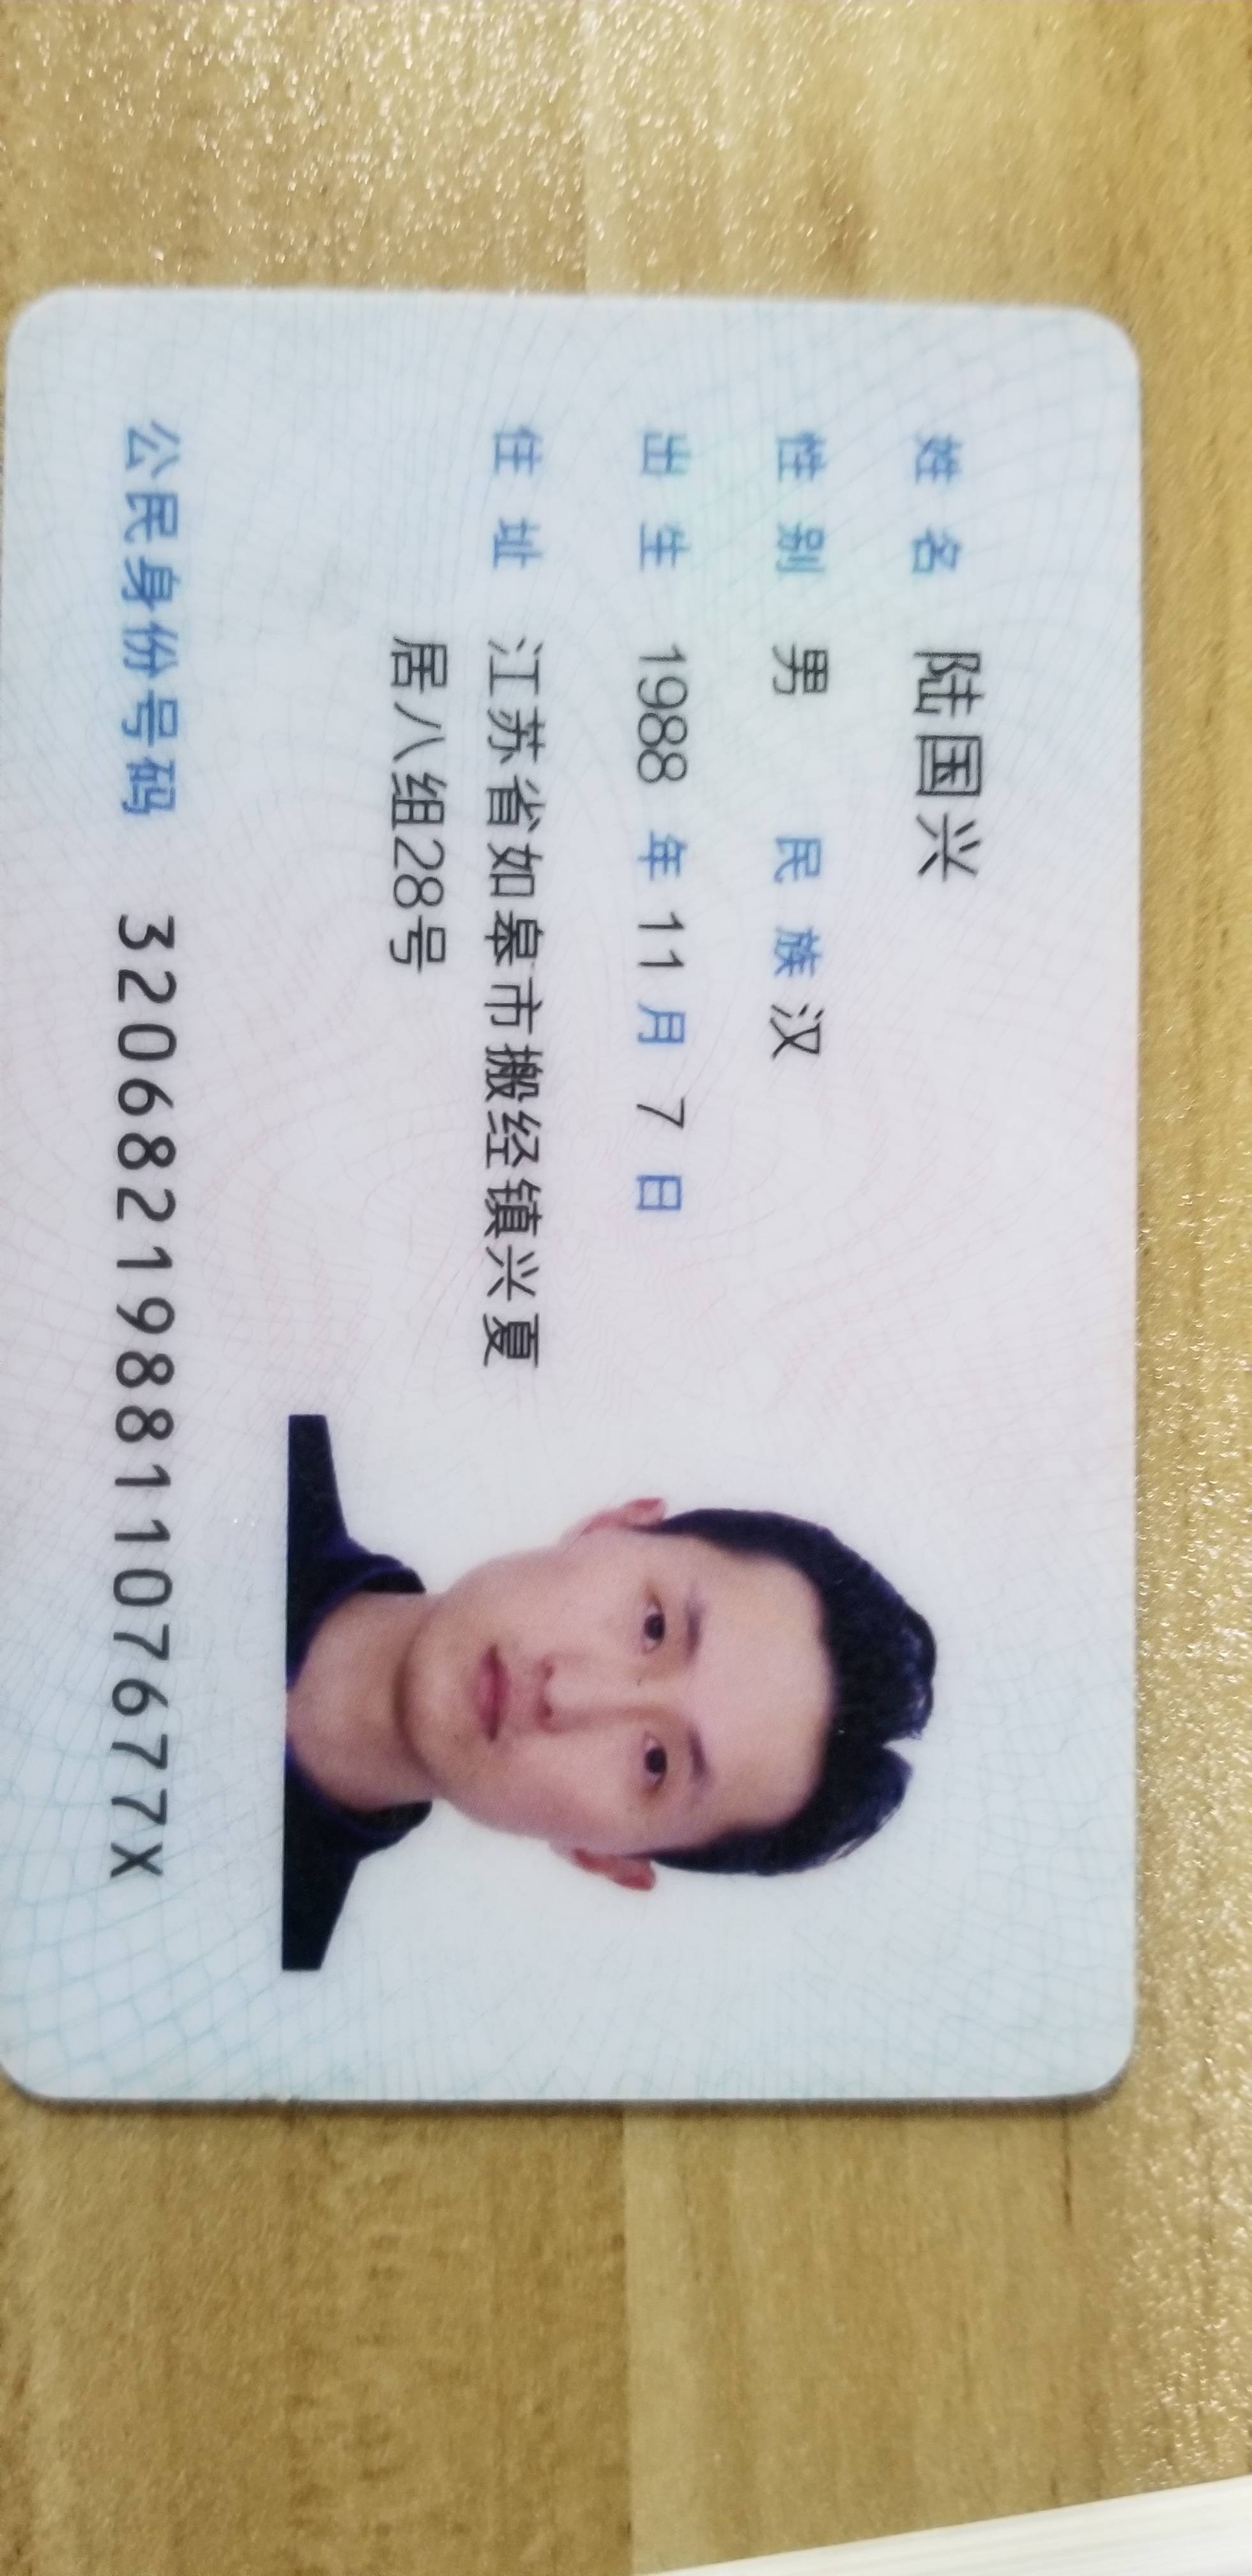 姓名 陆国兴
性别 男 民族 汉
出生 1988 年 11 月 7 日
住址 江苏省如皋市搬经镇兴夏
居八组28号
公民身份号码 32068219881107677X